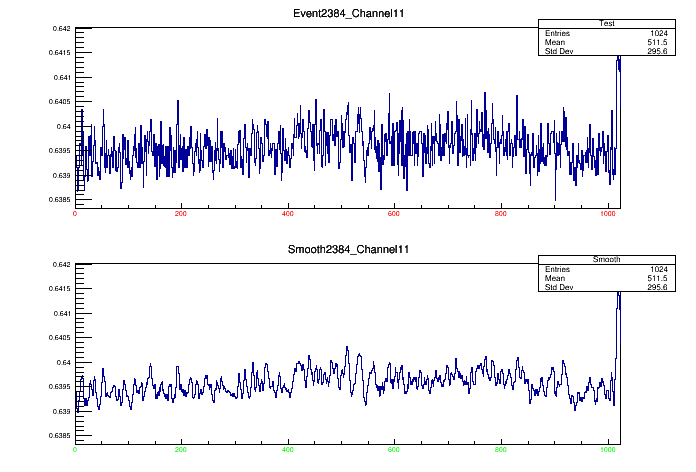 Event2384_Channel11
Test
Entries 1024
Mean 511.5
Std Dev 295.6
0.642
0.6415
0.641
0.6405
0.64
0.6395
0.639
0.6385
0 200 400 600 800 1000
Smooth2384_Channel11
Smooth
Entries 1024
Mean 511.5
Std Dev 295.6
0.642
0.6415
0.641
0.6405
0.64
0.6395
0.639
0.6385
0 200 400 600 800 1000